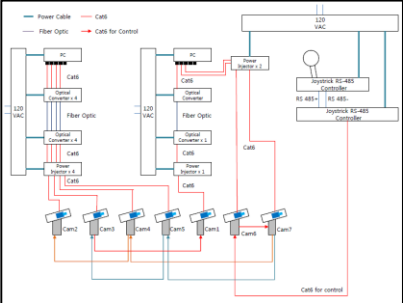 Power Cable
Cat6
Fiber Optic
Cat6 for Control
120
VAC
PC
PC
Power
Injector x 2
Cat6
Cat6
Cat6
Joystrick RS-485
Controller
RS 485+
RS 485-
Joystrick RS-485
Controller
120
VAC
Optical
Converter x 4
Fiber Optic
Optical
Converter x 4
Cat6
Power
Injector x 4
Cat6
120
VAC
Optical
Converter
Fiber Optic
Optical
Converter x 1
Cat6
Power
Injector x 1
Cat6
Cat6
Cam2
Cam3
Cam4
Cam5
Cam1
Cam6
Cam7
Cat6 for control